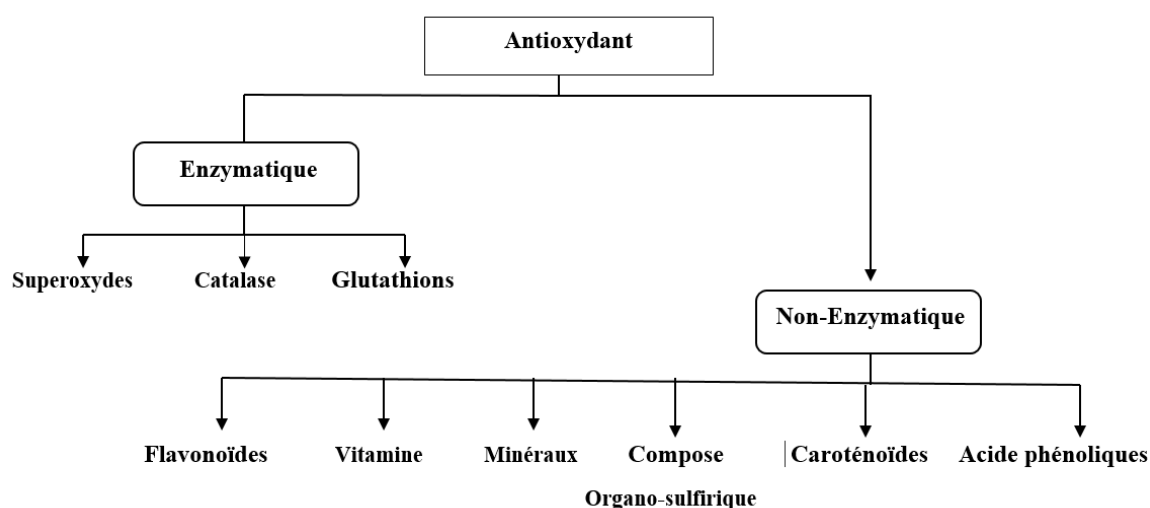 Antioxydant
Enzymatique
Superoxydes Catalase Glutathions
Non-Enzymatique
Flavonoïdes Vitamine Minéraux Compose Caroténoïdes Acide phénoliques
Organo-sulfirique